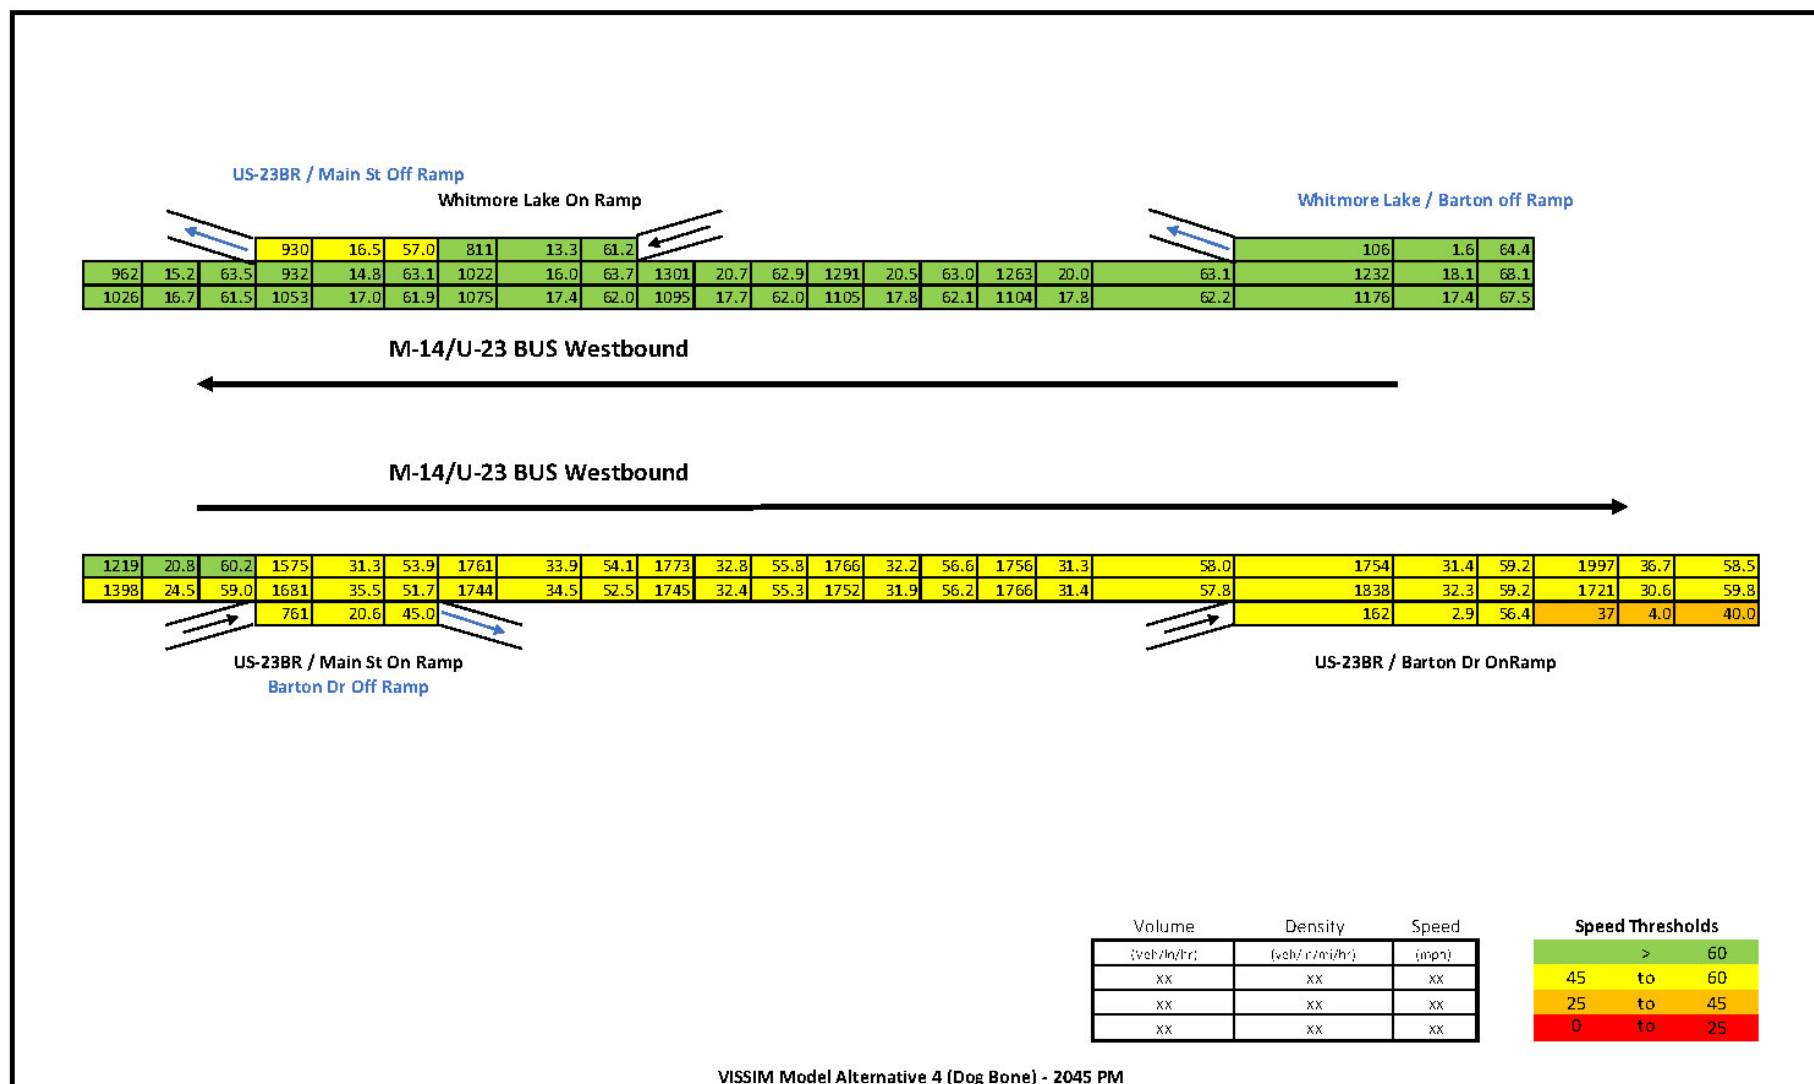 US-23BR / Main St Off Ramp
Whitmore Lake On Ramp
Whitmore Lake / Barton off Ramp
930 16.5 57.0 811 13.3 61.2 106 1.6 64.4
962 15.2 63.5 932 14.8 63.1 1022 16.0 63.7 1301 20.7 62.9 1291 20.5 63.0 1263 20.0 63.1 1232 18.1 68.1
1026 16.7 61.5 1053 17.0 61.9 1075 17.4 62.0 1095 17.7 62.0 1105 17.8 62.1 1104 17.8 62.2 1176 17.4 67.5
M-14/U-23 BUS Westbound
M-14/U-23 BUS Westbound
1219 20.8 60.2 1575 31.3 53.9 1761 33.9 54.1 1773 32.8 55.8 1766 32.2 56.6 1756 31.3 58.0 1754 31.4 59.2 1997 36.7 58.5
1398 24.5 59.0 1681 35.5 51.7 1744 34.5 52.5 1745 32.4 55.3 1752 31.9 56.2 1766 31.4 57.8 1838 32.3 59.2 1721 30.6 59.8
761 20.6 45.0 162 2.9 56.4 37 4.0 40.0
US-23BR / Main St On Ramp
Barton Dr Off Ramp
US-23BR / Barton Dr OnRamp
Volume Density Speed
(veh/ln/hr) (veh/ln/mi/hr) (mph)
xx xx xx
xx xx xx
xx xx xx
Speed Thresholds
> 60
45 to 60
25 to 45
0 to 25
VISSIM Model Alternative 4 (Dog Bone) - 2045 PM